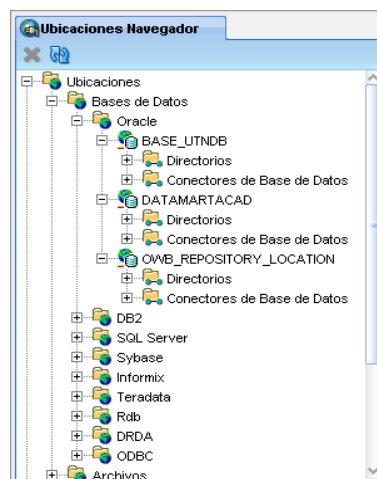 Ubicaciones Navegador
Ubicaciones
Bases de Datos
Oracle
BASE_UTNDB
Directorios
Conectores de Base de Datos
DATAMARTACAD
Directorios
Conectores de Base de Datos
OWB_REPOSITORY_LOCATION
Directorios
Conectores de Base de Datos
DB2
SQL Server
Sybase
Informix
Teradata
Rdb
DRDA
ODBC
Archivos